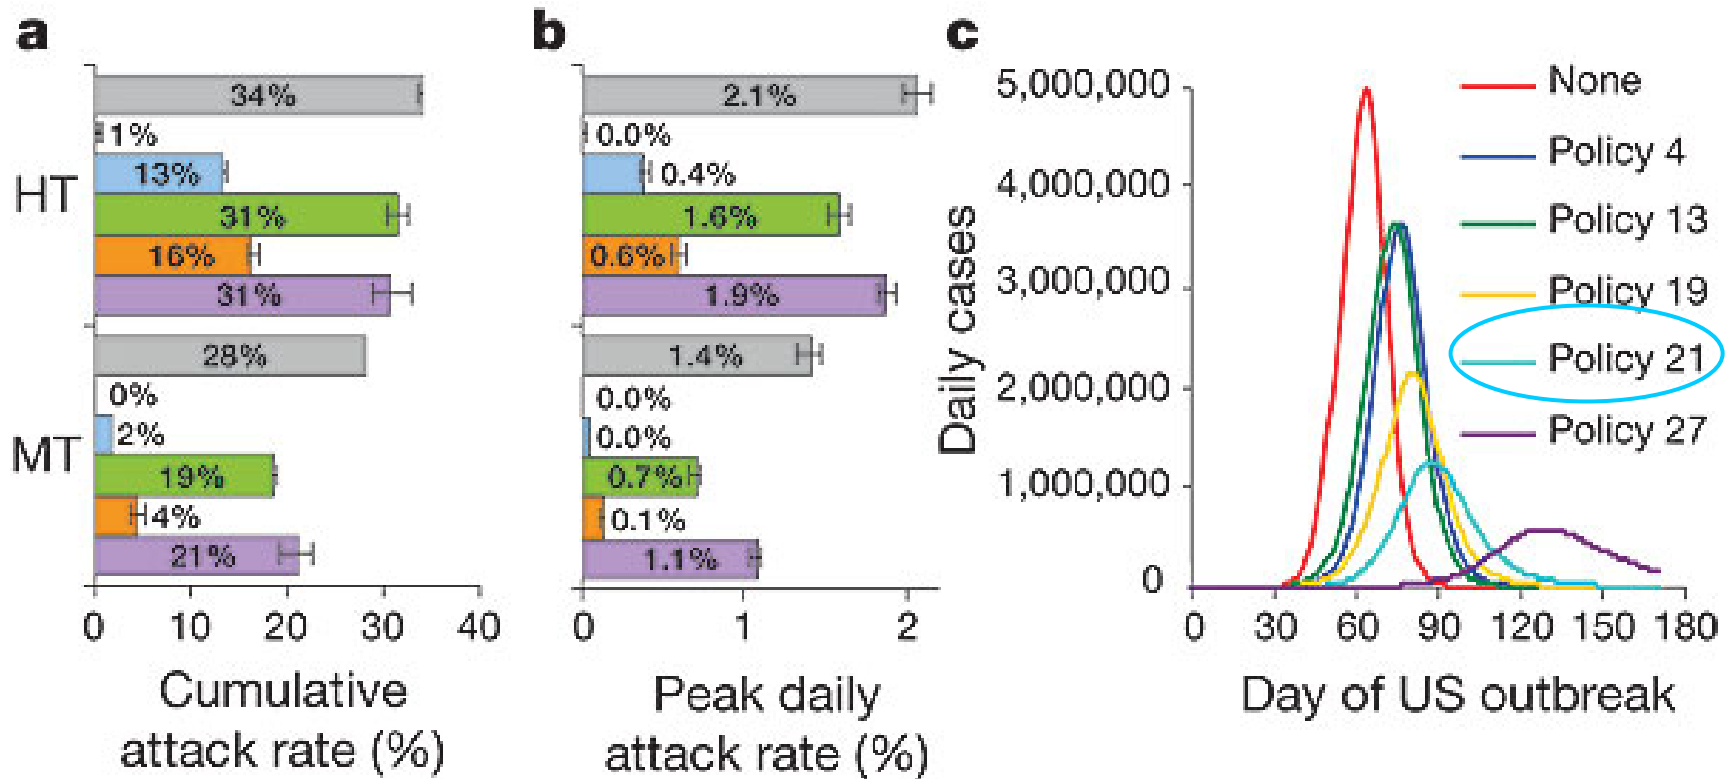 a
34%
1%
13%
HT
31%
16%
31%
28%
0%
2%
MT
19%
4%
21%
0 10 20 30 40
Cumulative
attack rate (%)
b
2.1%
0.0%
0.4%
1.6%
0.6%
1.9%
1.4%
0.0%
0.0%
0.7%
0.1%
1.1%
0 1 2
Peak daily
attack rate (%)
c
Daily cases
5,000,000
4,000,000
3,000,000
2,000,000
1,000,000
0
None
Policy 4
Policy 13
Policy 19
Policy 21
Policy 27
0 30 60 90 120 150 180
Day of US outbreak